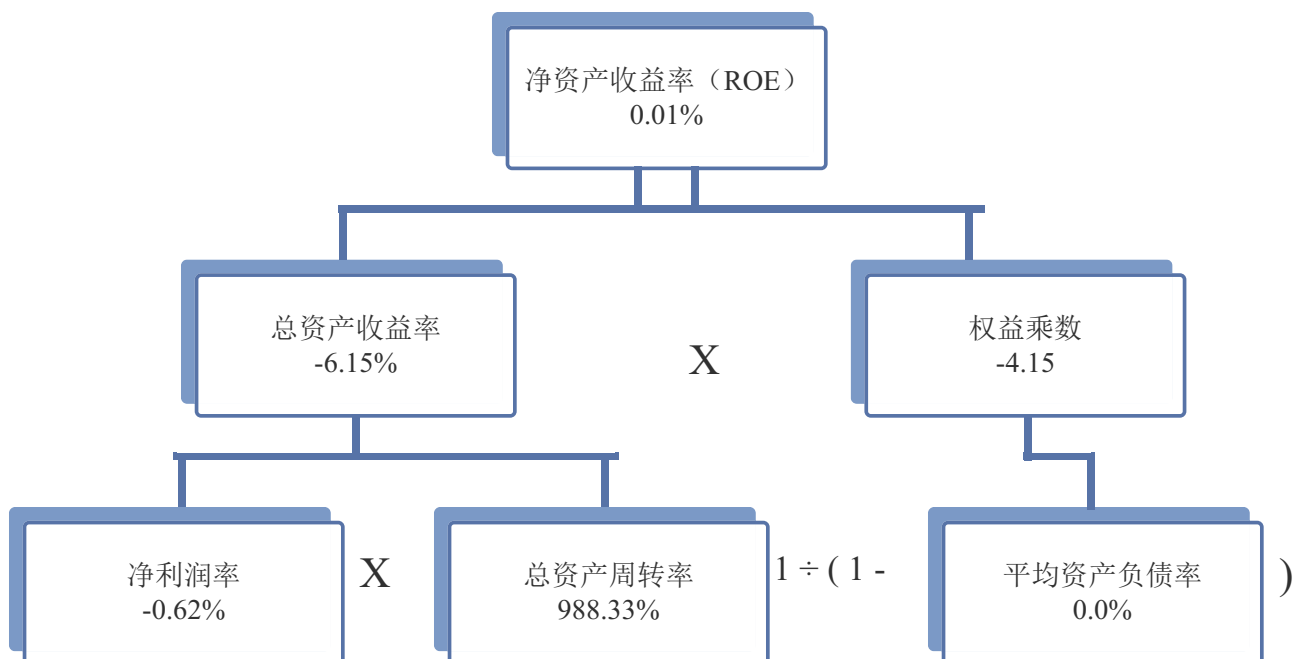 净资产收益率（ROE）
0.01%
总资产收益率
-6.15%
X
权益乘数
-4.15
净利润率
-0.62%
X
总资产周转率
988.33%
1 ÷ ( 1 -
平均资产负债率
0.0%
)